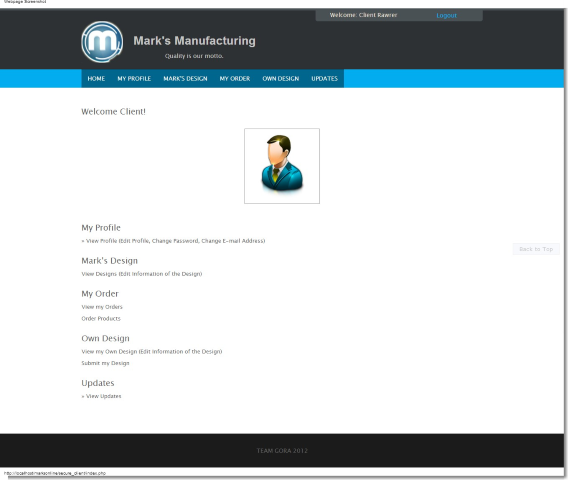 Webpage Screenshot
Welcome: Client Rawrer Logout
Mark's Manufacturing
Quality is our motto.
HOME MY PROFILE MARK'S DESIGN MY ORDER OWN DESIGN UPDATES
Welcome Client!
My Profile
» View Profile (Edit Profile, Change Password, Change E-mail Address)
Back to Top
Mark's Design
View Designs (Edit Information of the Design)
My Order
View my Orders
Order Products
Own Design
View my Own Design (Edit Information of the Design)
Submit my Design
Updates
» View Updates
TEAM GORA 2012
http://localhost/marksonline/secure_client/index.php